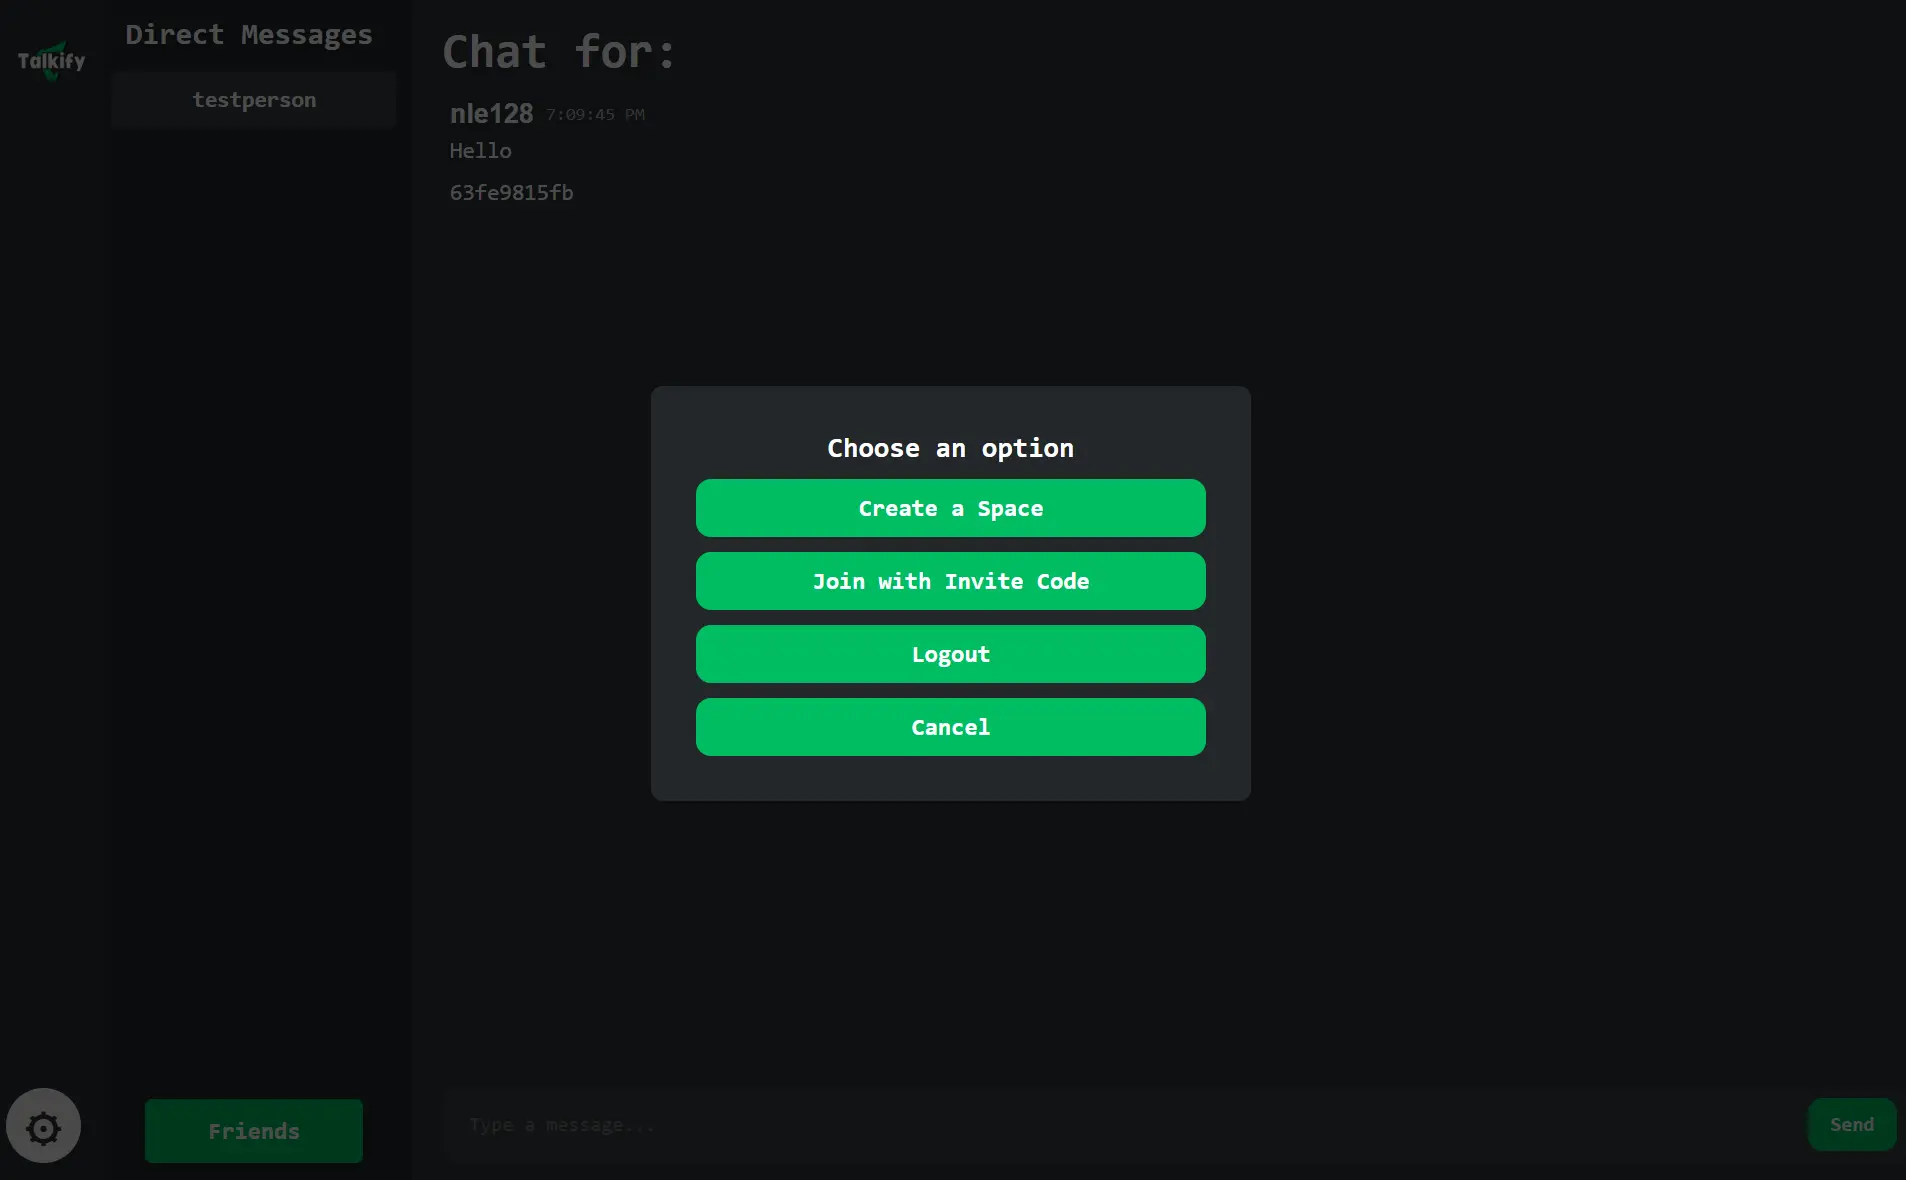 Talkify
Direct Messages
testperson
Chat for:
nle128 7:09:45 PM
Hello
63fe9815fb
Choose an option
Create a Space
Join with Invite Code
Logout
Cancel
Friends
Type a message...
Send